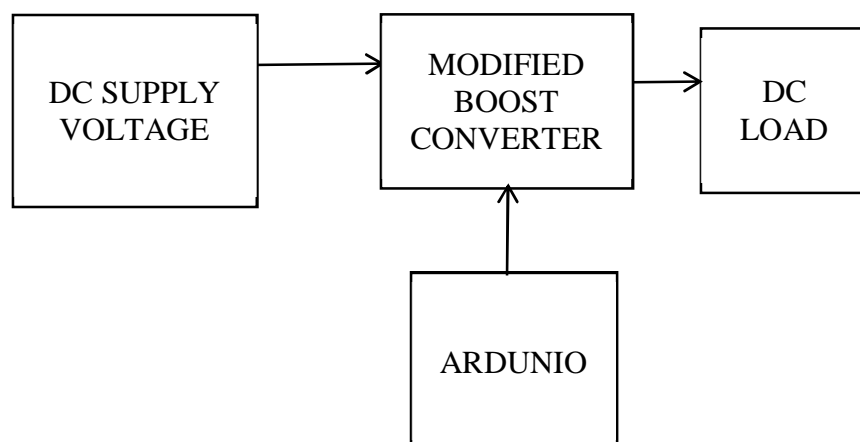 DC SUPPLY
VOLTAGE
MODIFIED
BOOST
CONVERTER
DC
LOAD
ARDUNIO